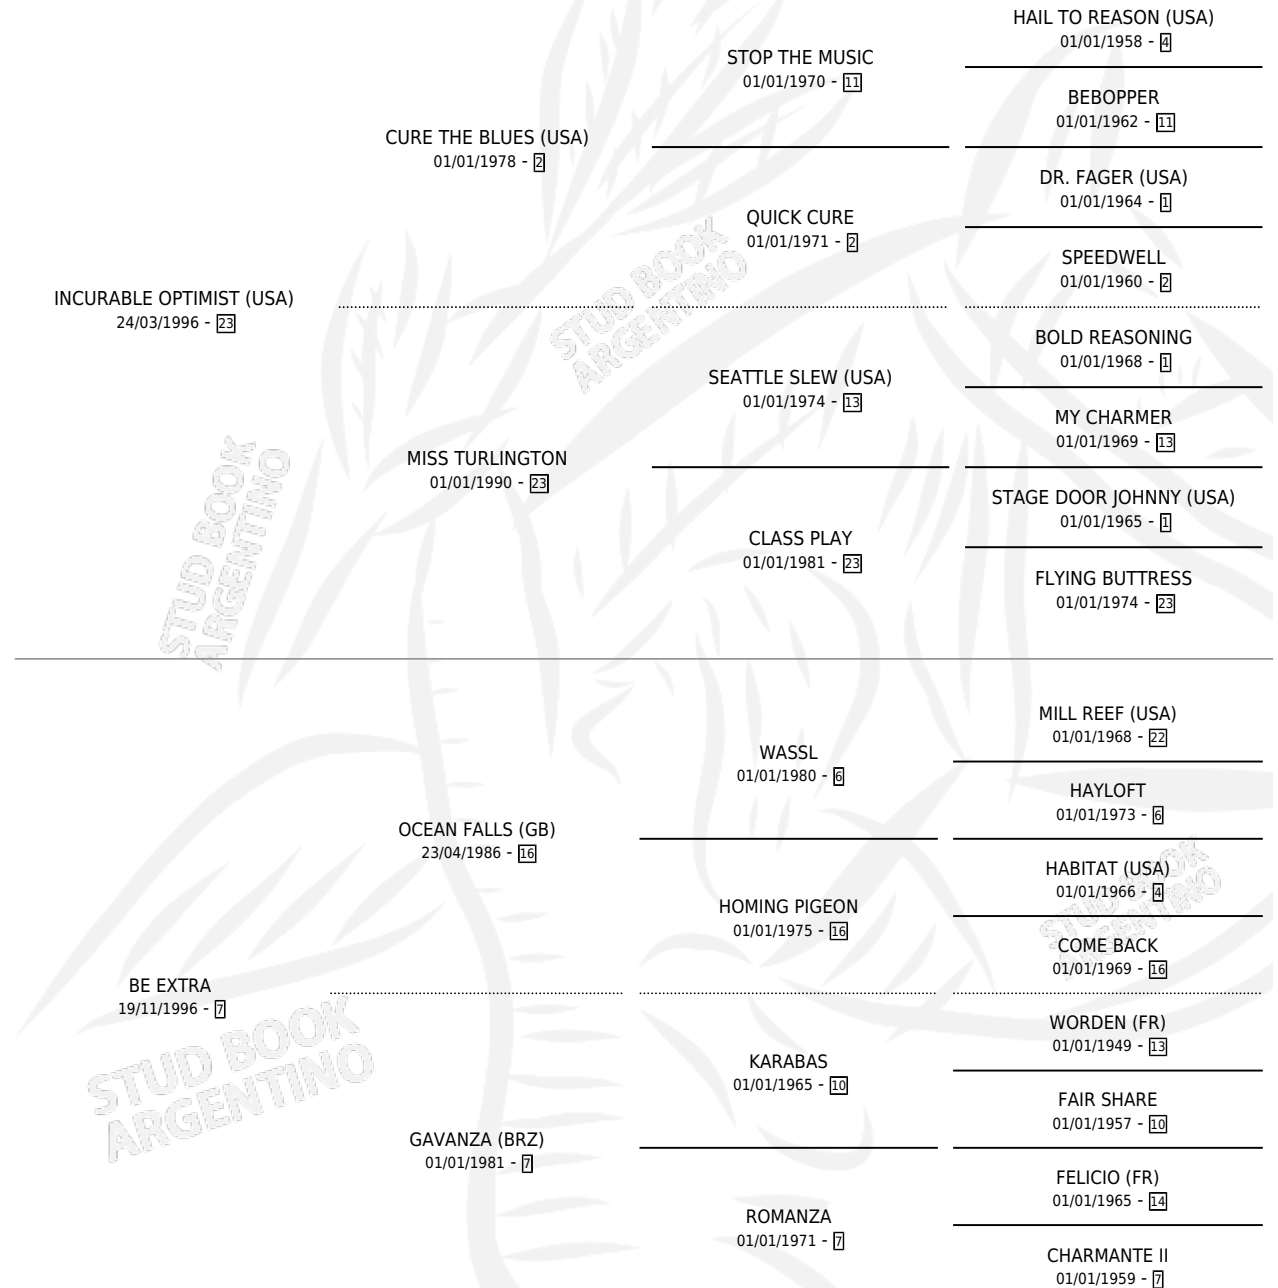 HAIL TO REASON (USA)
01/01/1958 - 4
STOP THE MUSIC
01/01/1970 - 11
BEBOPPER
01/01/1962 - 11
CURE THE BLUES (USA)
01/01/1978 - 2
DR. FAGER (USA)
01/01/1964 - 1
QUICK CURE
01/01/1971 - 2
SPEEDWELL
01/01/1960 - 2
INCURABLE OPTIMIST (USA)
24/03/1996 - 23
BOLD REASONING
01/01/1968 - 1
SEATTLE SLEW (USA)
01/01/1974 - 13
MY CHARMER
01/01/1969 - 13
MISS TURLINGTON
01/01/1990 - 23
STAGE DOOR JOHNNY (USA)
01/01/1965 - 1
CLASS PLAY
01/01/1981 - 23
FLYING BUTTRESS
01/01/1974 - 23
MILL REEF (USA)
01/01/1968 - 22
WASSL
01/01/1980 - 6
HAYLOFT
01/01/1973 - 6
OCEAN FALLS (GB)
23/04/1986 - 16
HABITAT (USA)
01/01/1966 - 4
HOMING PIGEON
01/01/1975 - 16
COME BACK
01/01/1969 - 16
BE EXTRA
19/11/1996 - 7
WORDEN (FR)
01/01/1949 - 13
KARABAS
01/01/1965 - 10
FAIR SHARE
01/01/1957 - 10
GAVANZA (BRZ)
01/01/1981 - 7
FELICIO (FR)
01/01/1965 - 14
ROMANZA
01/01/1971 - 7
CHARMANTE II
01/01/1959 - 7
STUD BOOK
ARGENTINO
STUD BOOK
ARGENTINO
STUD BOOK
ARGENTINO
STUD BOOK
ARGENTINO